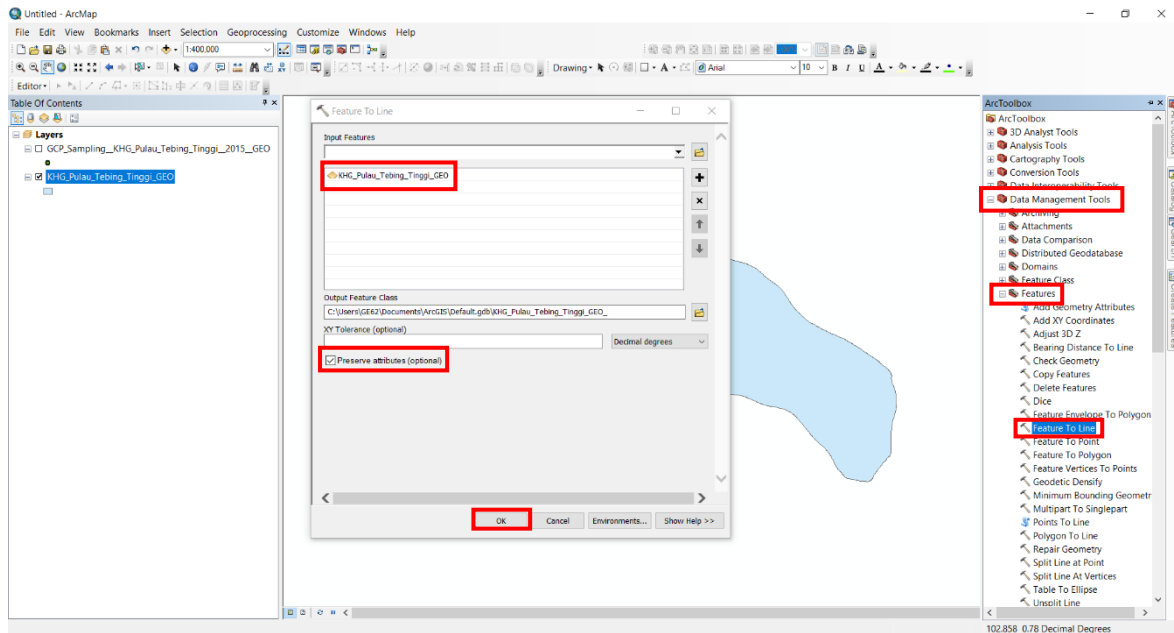 Untitled - ArcMap
File Edit View Bookmarks Insert Selection Geoprocessing Customize Windows Help
1:400.000
Drawing
Arial
10
B I U A
Editor
Table Of Contents
Layers
GCP_Sampling__KHG_Pulau_Tebing_Tinggi__2015__GEO
KHG_Pulau_Tebing_Tinggi_GEO
Feature To Line
Input Features
KHG_Pulau_Tebing_Tinggi_GEO
Output Feature Class
C:\Users\GE62\Documents\ArcGIS\Default.gdb\KHG_Pulau_Tebing_Tinggi_GEO_
XY Tolerance (optional)
Decimal degrees
Preserve attributes (optional)
OK Cancel Environments... Show Help >>
ArcToolbox
ArcToolbox
3D Analyst Tools
Analysis Tools
Cartography Tools
Conversion Tools
Data Interoperability Tools
Data Management Tools
Archiving
Attachments
Data Comparison
Distributed Geodatabase
Domains
Feature Class
Features
Add Geometry Attributes
Add XY Coordinates
Adjust 3D Z
Bearing Distance To Line
Check Geometry
Copy Features
Delete Features
Dice
Feature Envelope To Polygon
Feature To Line
Feature To Point
Feature To Polygon
Feature Vertices To Points
Geodetic Densify
Minimum Bounding Geometr
Multipart To Singlepart
Points To Line
Polygon To Line
Repair Geometry
Split Line at Point
Split Line At Vertices
Table To Ellipse
Unsplit Line
102.858 0.78 Decimal Degrees